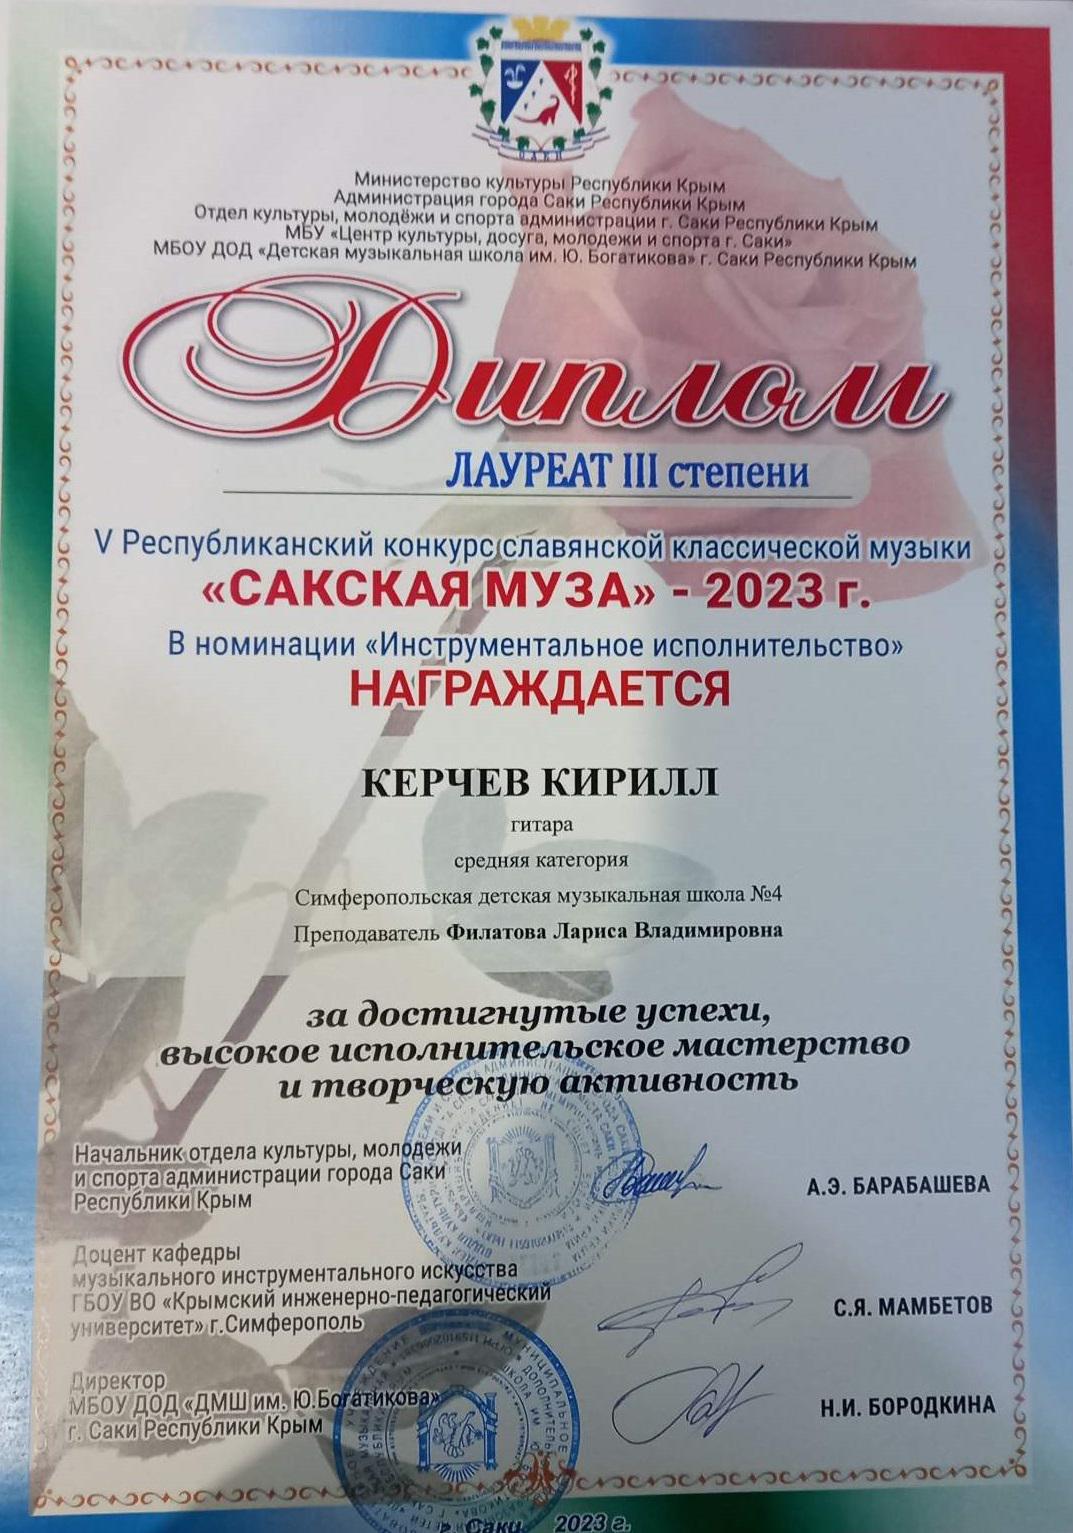 САКИ
Министерство культуры Республики Крым
Администрация города Саки Республики Крым
Отдел культуры, молодёжи и спорта администрации г. Саки Республики Крым
МБУ «Центр культуры, досуга, молодежи и спорта г. Саки»
МБОУ ДОД «Детская музыкальная школа им. Ю. Богатикова» г. Саки Республики Крым
Диплом
ЛАУРЕАТ III степени
V Республиканский конкурс славянской классической музыки
«САКСКАЯ МУЗА» - 2023 г.
В номинации «Инструментальное исполнительство»
НАГРАЖДАЕТСЯ
КЕРЧЕВ КИРИЛЛ
гитара
средняя категория
Симферопольская детская музыкальная школа №4
Преподаватель Филатова Лариса Владимировна
за достигнутые успехи,
высокое исполнительское мастерство
и творческую активность
Начальник отдела культуры, молодежи
и спорта администрации города Саки
Республики Крым
А.Э. БАРАБАШЕВА
Доцент кафедры
музыкального инструментального искусства
ГБОУ ВО «Крымский инженерно-педагогический
университет» г.Симферополь
С.Я. МАМБЕТОВ
Директор
МБОУ ДОД «ДМШ им. Ю.Богатикова»
г. Саки Республики Крым
Н.И. БОРОДКИНА
г. Саки 2023 г.